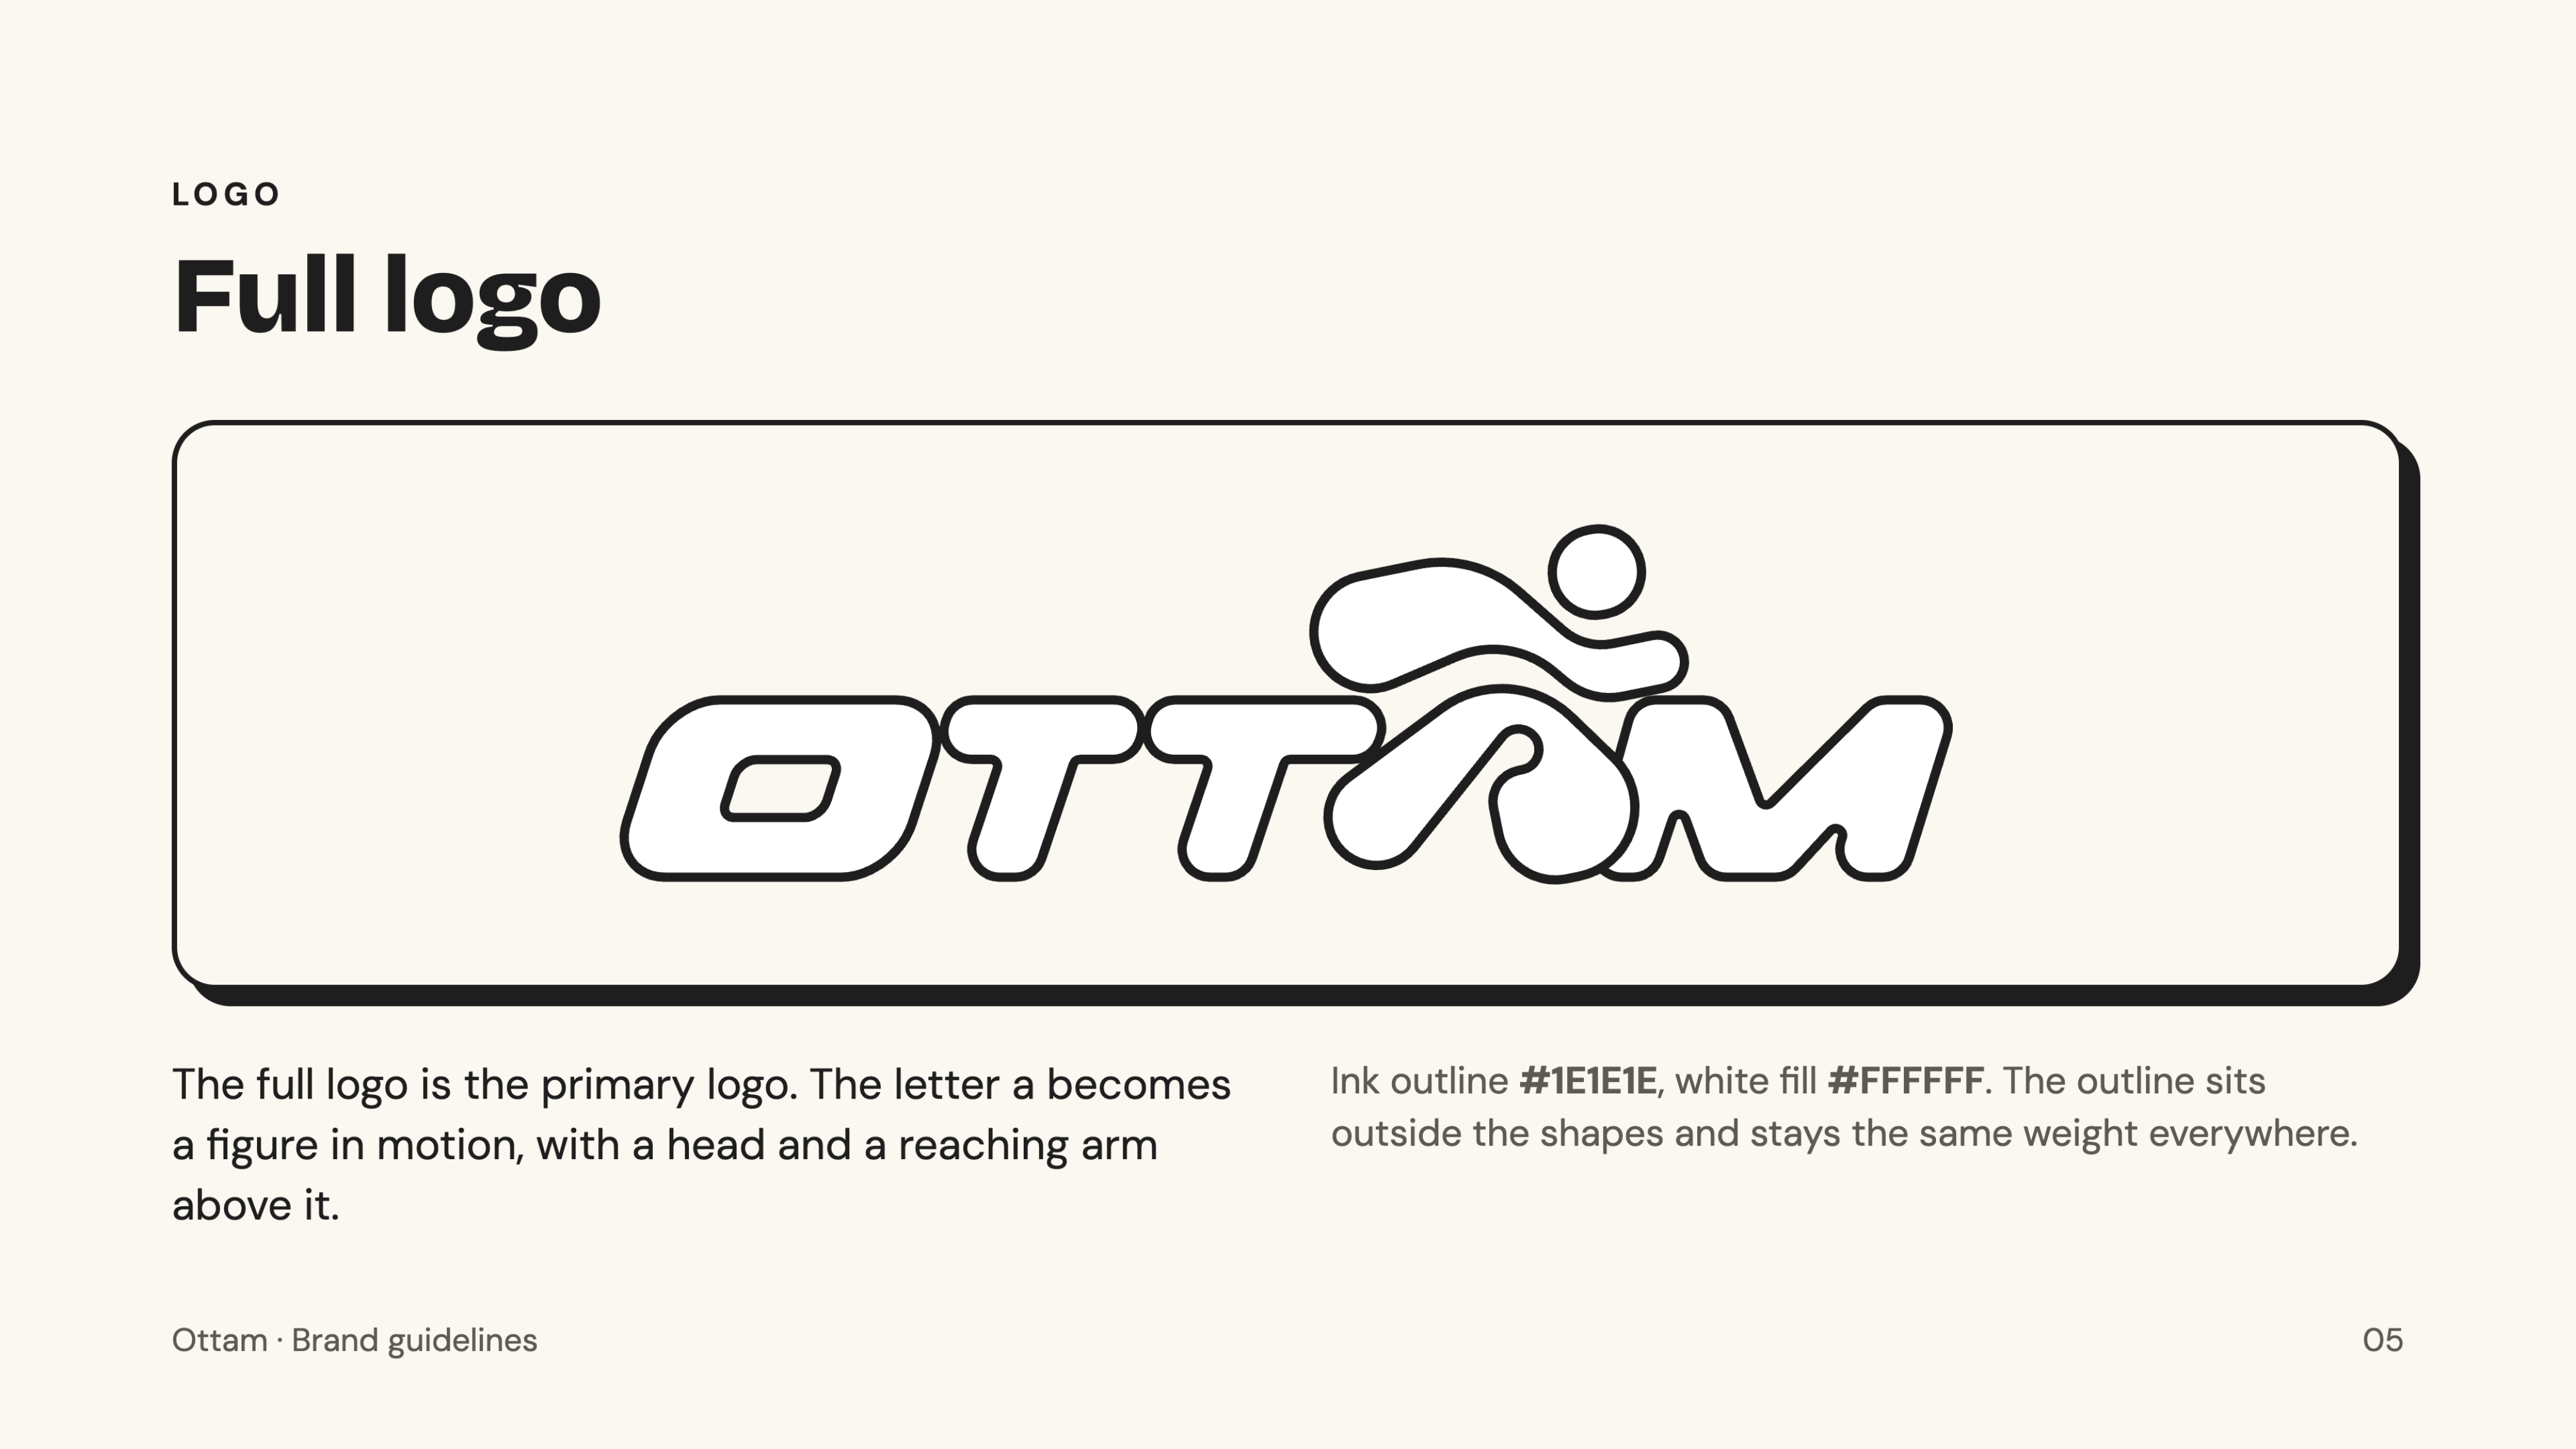 LOGO
Full logo
OTTAM
The full logo is the primary logo. The letter a becomes
a figure in motion, with a head and a reaching arm
above it.
Ink outline #1E1E1E, white fill #FFFFFF. The outline sits
outside the shapes and stays the same weight everywhere.
Ottam · Brand guidelines
05